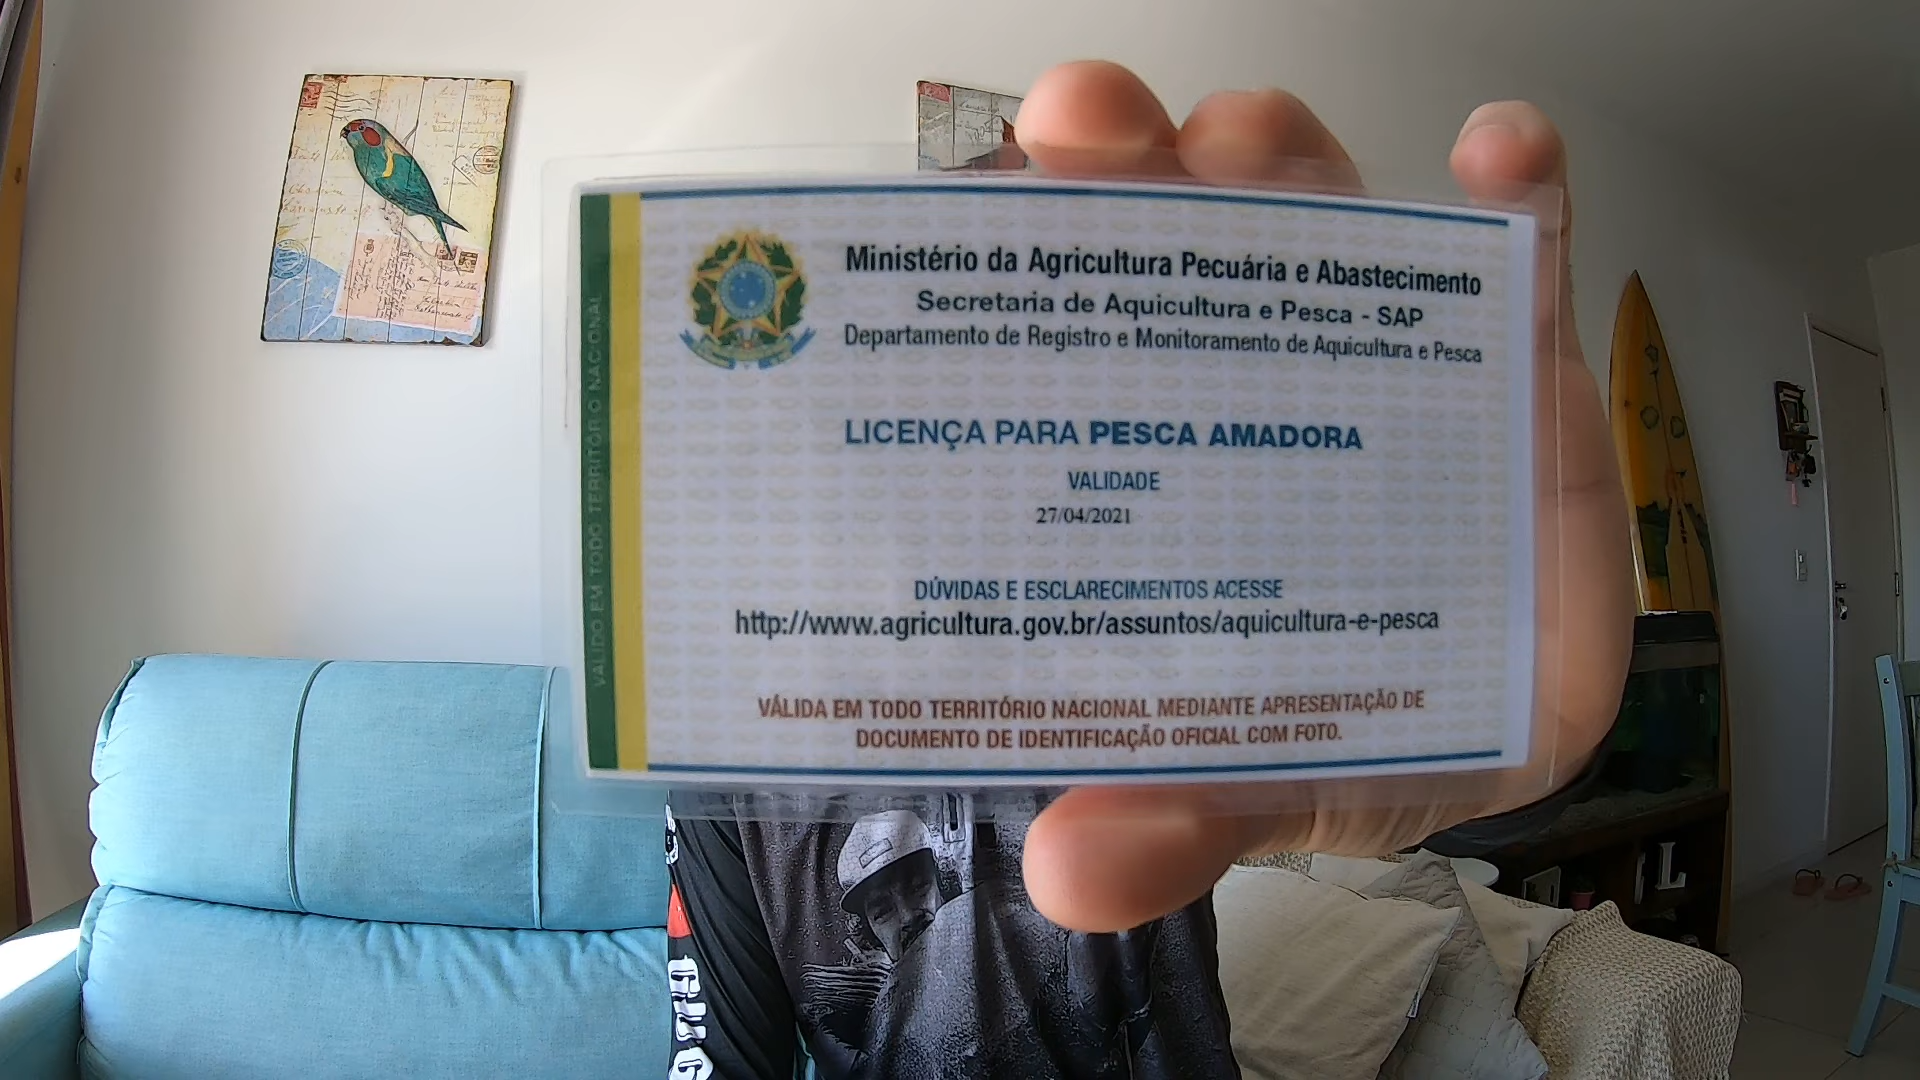 Ministério da Agricultura Pecuária e Abastecimento
Secretaria de Aquicultura e Pesca - SAP
Departamento de Registro e Monitoramento de Aquicultura e Pesca
LICENÇA PARA PESCA AMADORA
VALIDADE
27/04/2021
DÚVIDAS E ESCLARECIMENTOS ACESSE
http://www.agricultura.gov.br/assuntos/aquicultura-e-pesca
VÁLIDA EM TODO TERRITÓRIO NACIONAL MEDIANTE APRESENTAÇÃO DE
DOCUMENTO DE IDENTIFICAÇÃO OFICIAL COM FOTO.
VALIDO EM TODO TERRITÓRIO NACIONAL
L